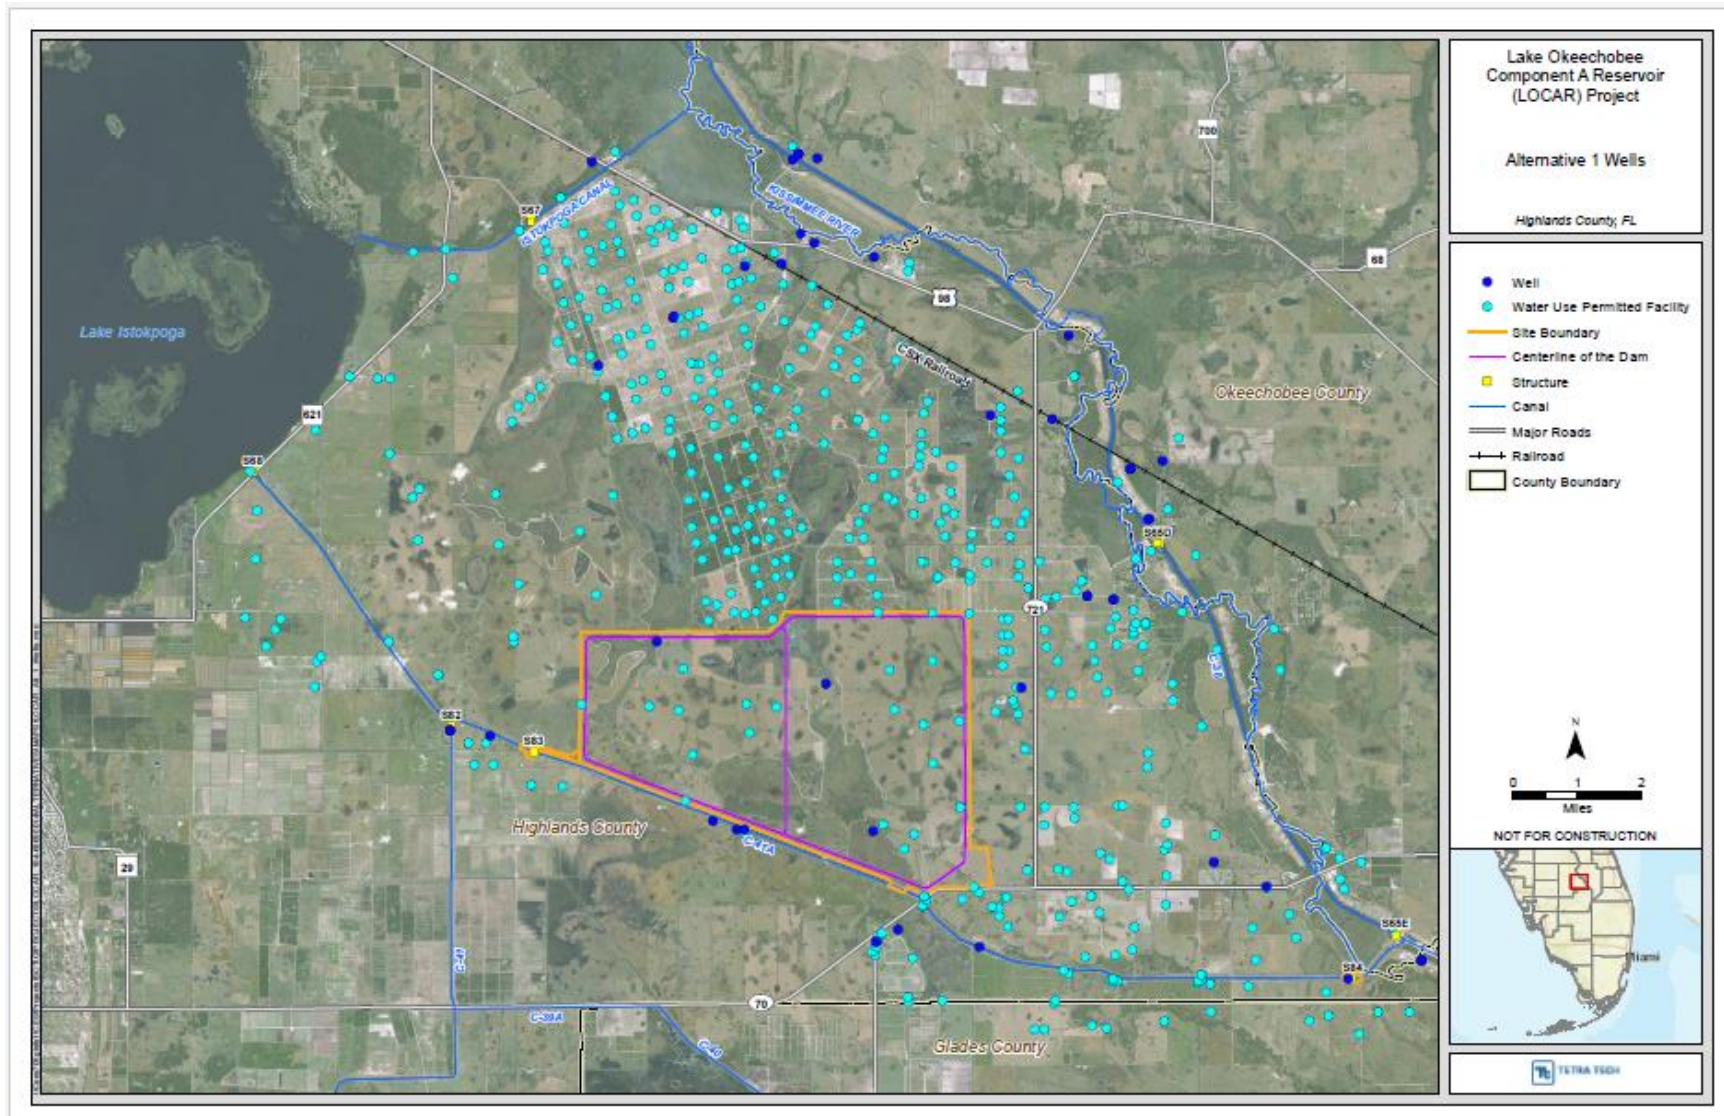 Lake Okeechobee
Component A Reservoir
(LOCAR) Project
Alternative 1 Wells
Highlands County, FL
Well
Water Use Permitted Facility
Site Boundary
Centerline of the Dam
Structure
Canal
Major Roads
Railroad
County Boundary
N
0 1 2
Miles
NOT FOR CONSTRUCTION
Miami
TETRA TECH
700
68
S67
ISTOKPOGA CANAL
KISSIMMEE RIVER
98
Lake Istokpoga
CSX Railroad
Okeechobee County
621
S68
S65D
721
C-38
S82
S83
Highlands County
C-41A
29
C-41
S65E
S84
70
C-39A
C-40
Glades County